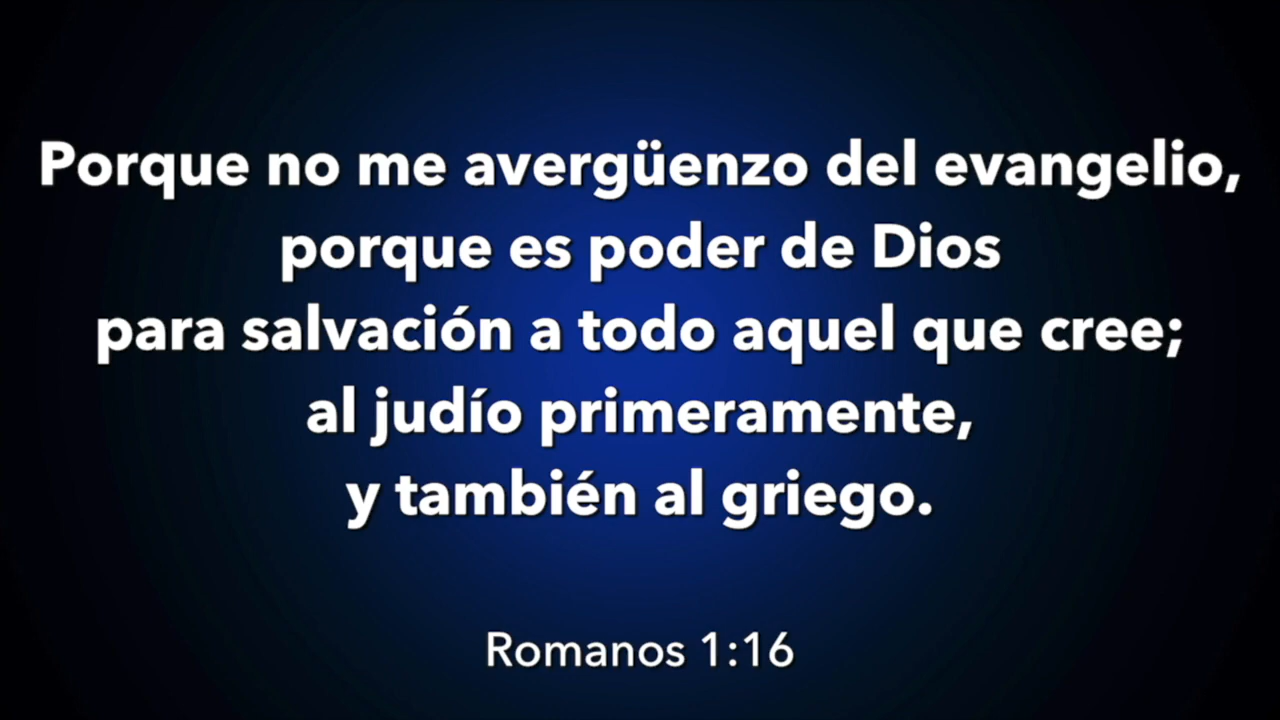 Porque no me avergüenzo del evangelio,
porque es poder de Dios
para salvación a todo aquel que cree;
al judío primeramente,
y también al griego.
Romanos 1:16